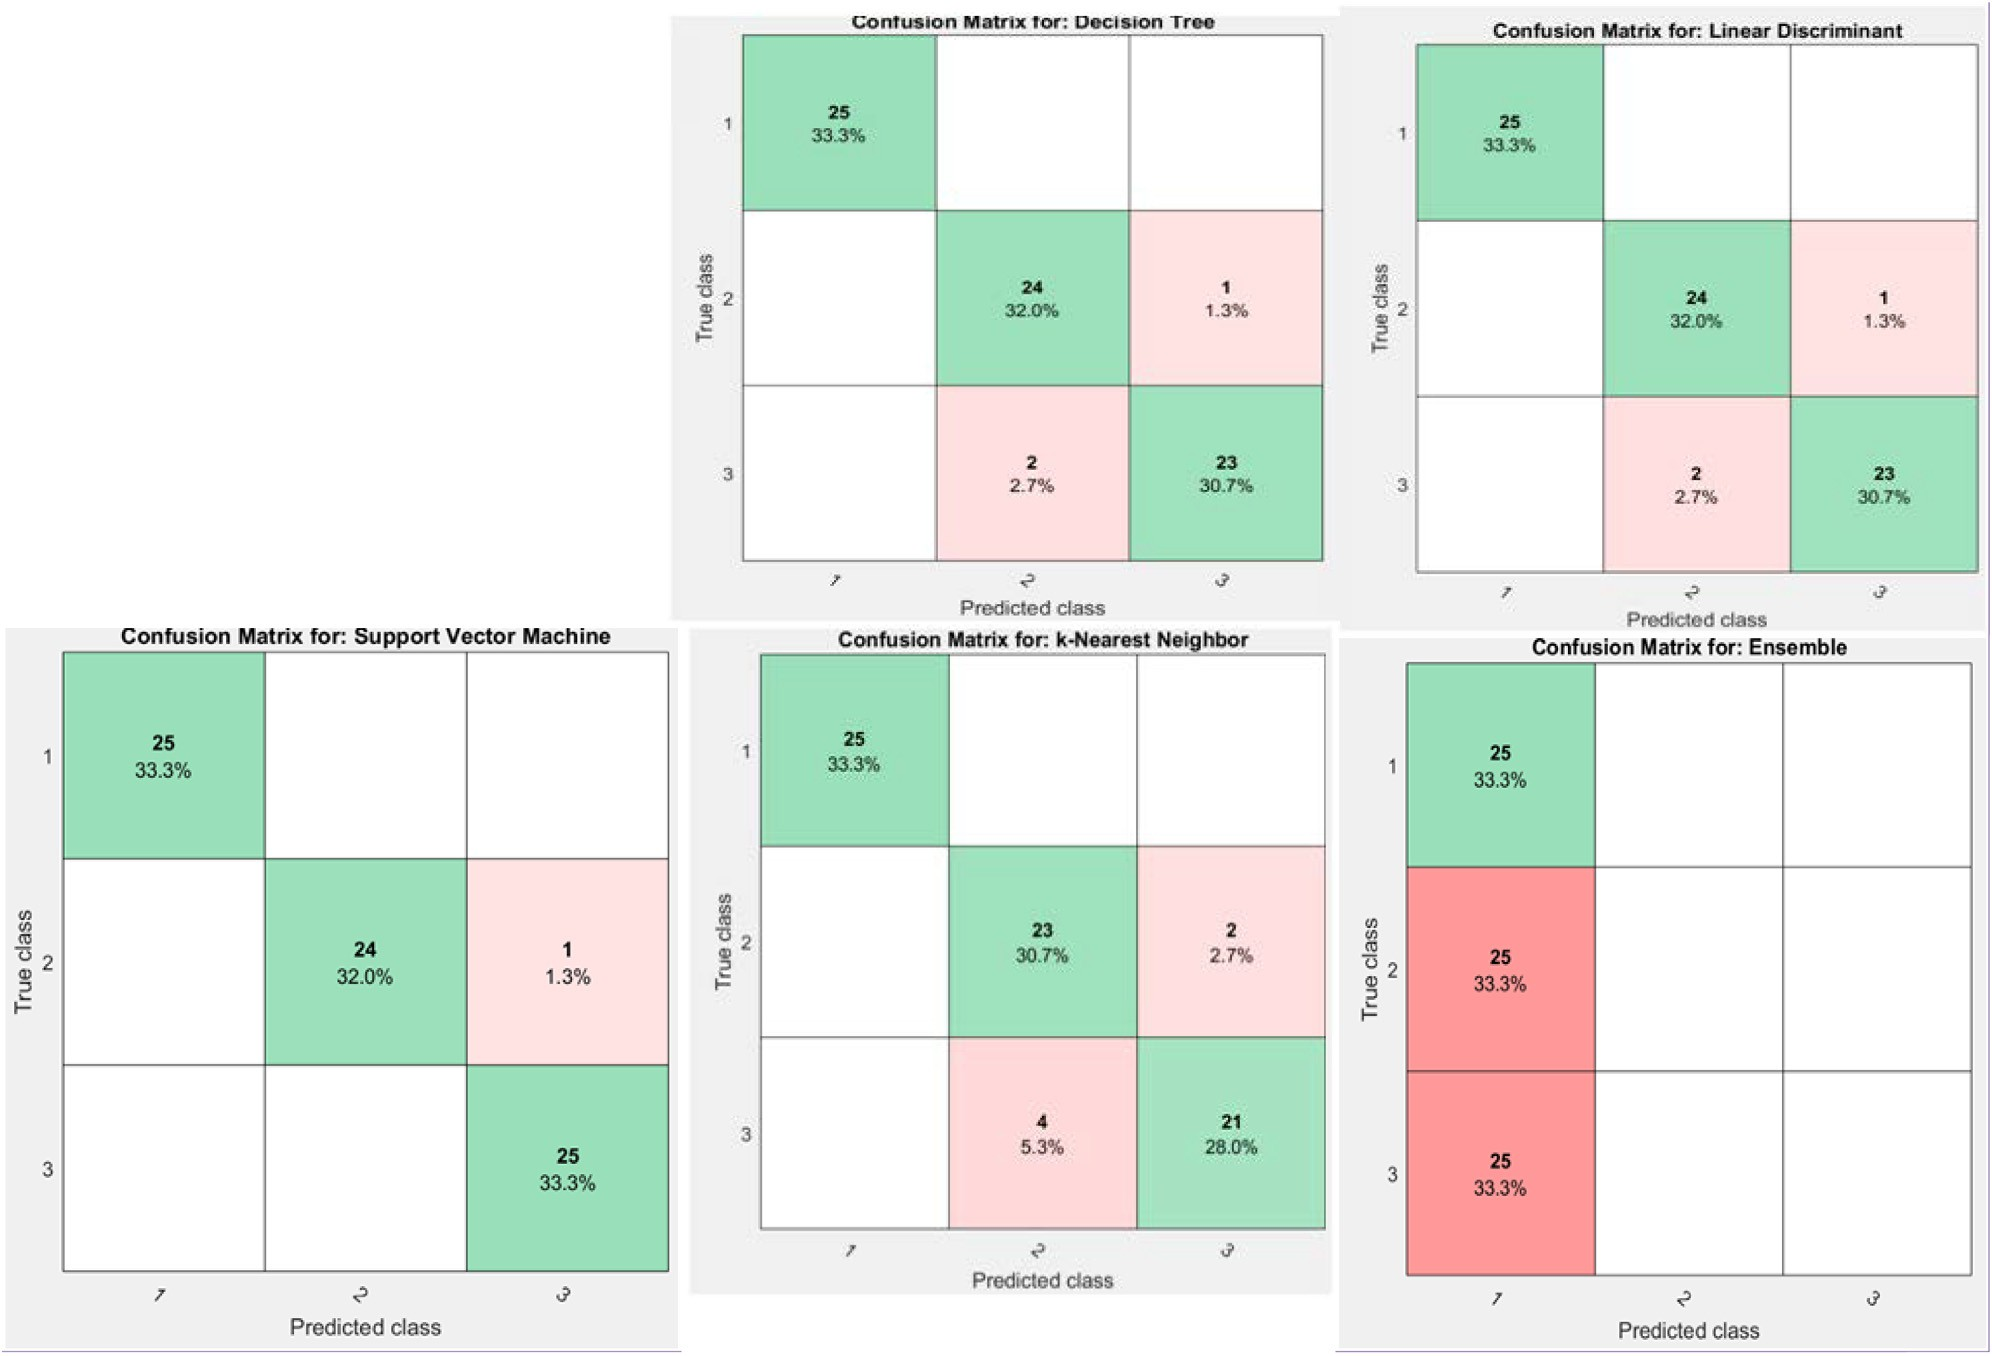 Confusion Matrix for: Decision Tree
25
33.3%
1
24
32.0%
1
1.3%
2
2
2.7%
23
30.7%
3
True class
1 2 3
Predicted class
Confusion Matrix for: Linear Discriminant
25
33.3%
1
24
32.0%
1
1.3%
2
2
2.7%
23
30.7%
3
True class
1 2 3
Predicted class
Confusion Matrix for: Support Vector Machine
25
33.3%
1
24
32.0%
1
1.3%
2
25
33.3%
3
True class
1 2 3
Predicted class
Confusion Matrix for: k-Nearest Neighbor
25
33.3%
1
23
30.7%
2
2.7%
2
4
5.3%
21
28.0%
3
True class
1 2 3
Predicted class
Confusion Matrix for: Ensemble
25
33.3%
1
25
33.3%
2
25
33.3%
3
True class
1 2 3
Predicted class